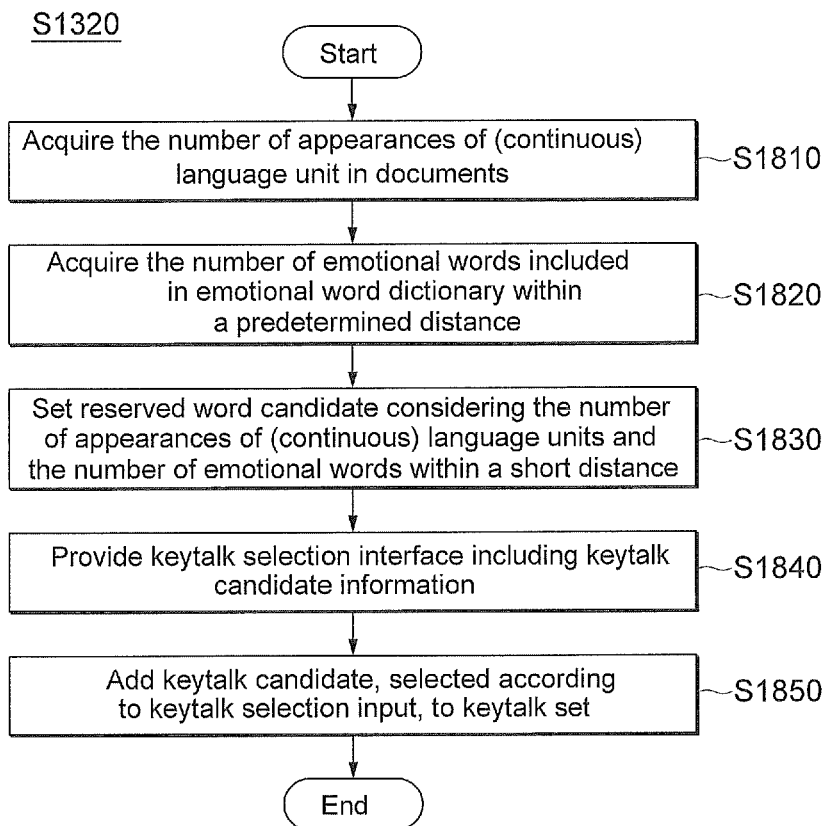 S1320
Start
Acquire the number of appearances of (continuous)
language unit in documents
S1810
Acquire the number of emotional words included
in emotional word dictionary within
a predetermined distance
S1820
Set reserved word candidate considering the number
of appearances of (continuous) language units and
the number of emotional words within a short distance
S1830
Provide keytalk selection interface including keytalk
candidate information
S1840
Add keytalk candidate, selected according
to keytalk selection input, to keytalk set
S1850
End